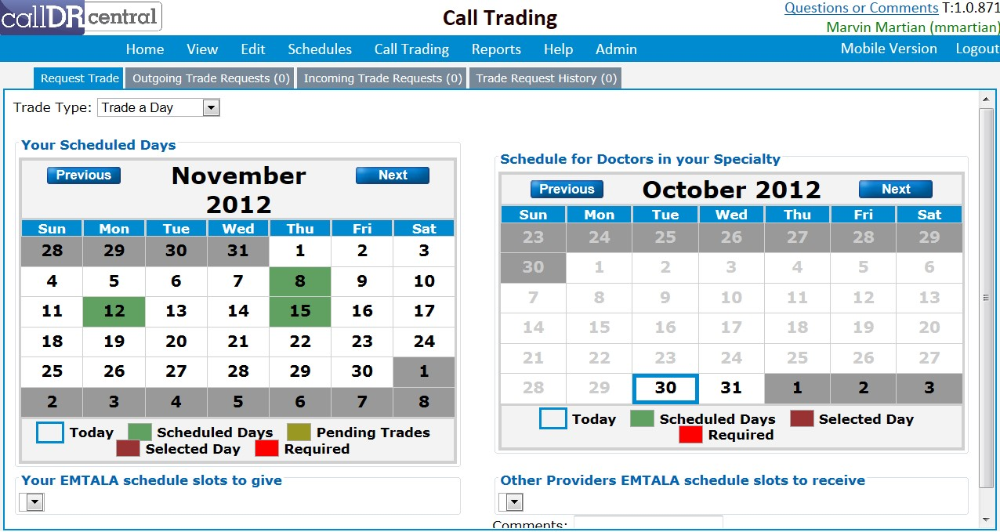 callDRcentral
Call Trading
Questions or Comments T:1.0.871
Marvin Martian (mmartian)
Home View Edit Schedules Call Trading Reports Help Admin Mobile Version Logout
Request Trade Outgoing Trade Requests (0) Incoming Trade Requests (0) Trade Request History (0)
Trade Type: Trade a Day
Your Scheduled Days
Previous November 2012 Next
Sun Mon Tue Wed Thu Fri Sat
28 29 30 31 1 2 3
4 5 6 7 8 9 10
11 12 13 14 15 16 17
18 19 20 21 22 23 24
25 26 27 28 29 30 1
2 3 4 5 6 7 8
Today Scheduled Days Pending Trades
Selected Day Required
Your EMTALA schedule slots to give
Schedule for Doctors in your Specialty
Previous October 2012 Next
Sun Mon Tue Wed Thu Fri Sat
23 24 25 26 27 28 29
30 1 2 3 4 5 6
7 8 9 10 11 12 13
14 15 16 17 18 19 20
21 22 23 24 25 26 27
28 29 30 31 1 2 3
Today Scheduled Days Selected Day
Required
Other Providers EMTALA schedule slots to receive
Comments: